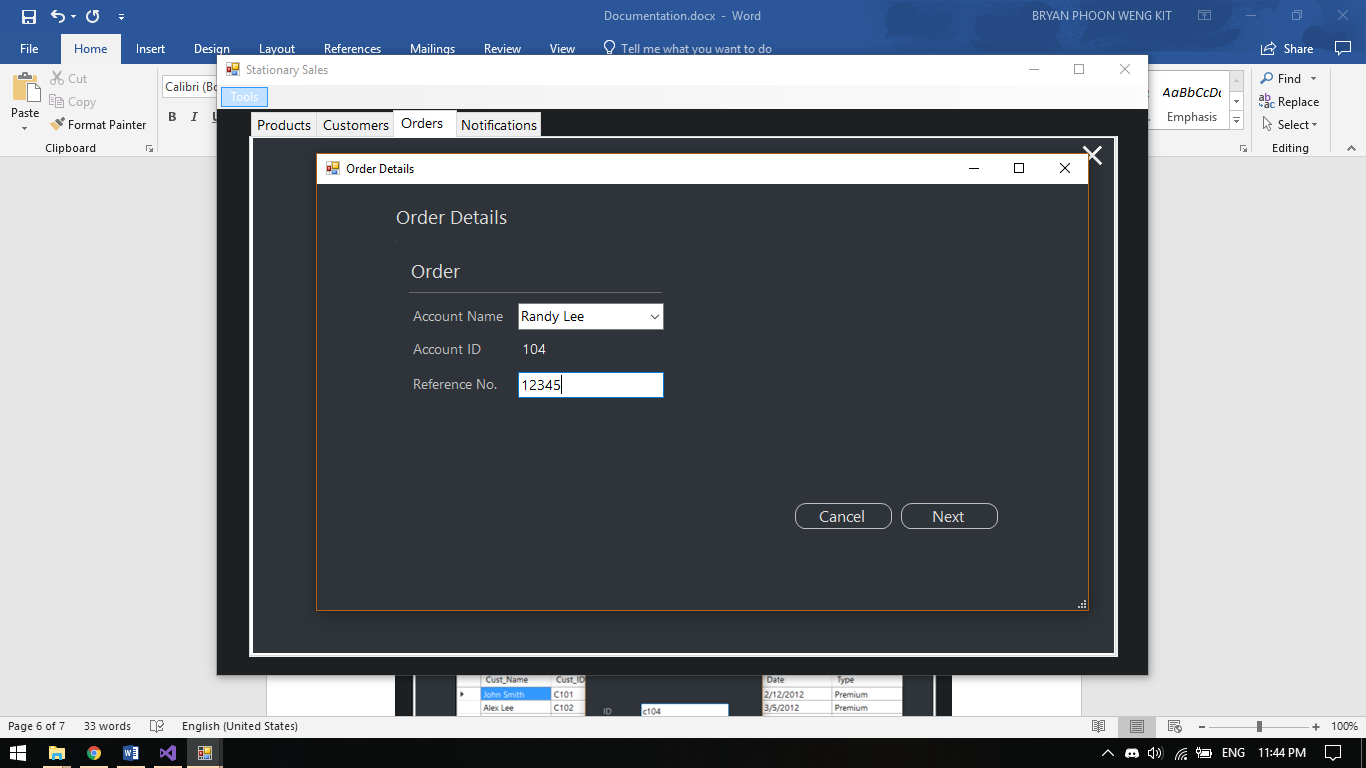 Documentation.docx - Word
BRYAN PHOON WENG KIT
File Home Insert Design Layout References Mailings Review View Tell me what you want to do Share
Cut
Copy
Paste
Format Painter
Clipboard
Calibri (Bo
B I U
AaBbCcDc
Emphasis
Find
Replace
Select
Editing
Stationary Sales
Tools
Products Customers Orders Notifications
Order Details
Order Details
Order
Account Name Randy Lee
Account ID 104
Reference No. 12345
Cancel Next
Cust_Name Cust_ID Date Type
John Smith C101 2/12/2012 Premium
Alex Lee C102 3/5/2012 Premium
ID c104
Page 6 of 7 33 words English (United States) 100%
ENG 11:44 PM